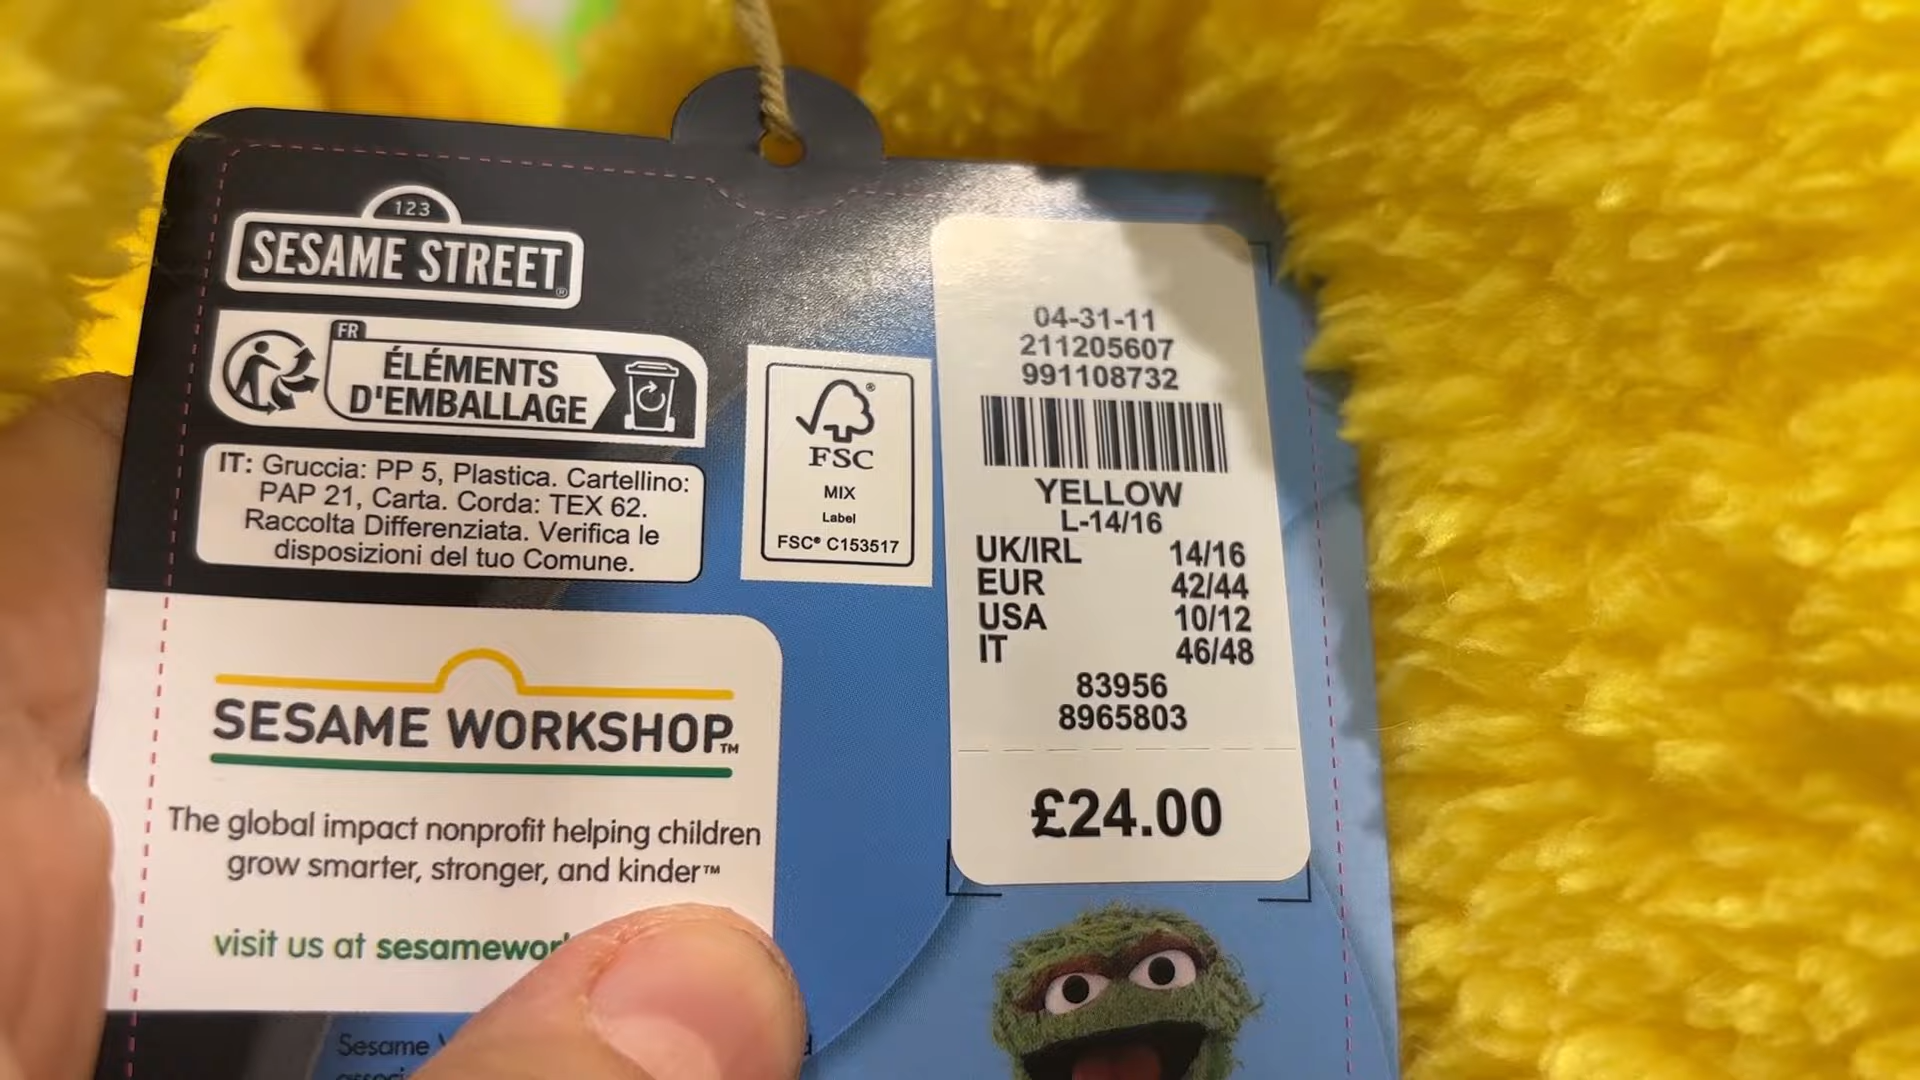 123
SESAME STREET®
FR
ÉLÉMENTS
D'EMBALLAGE
IT: Gruccia: PP 5, Plastica. Cartellino:
PAP 21, Carta. Corda: TEX 62.
Raccolta Differenziata. Verifica le
disposizioni del tuo Comune.
®
FSC
MIX
Label
FSC® C153517
04-31-11
211205607
991108732
YELLOW
L-14/16
UK/IRL 14/16
EUR 42/44
USA 10/12
IT 46/48
83956
8965803
£24.00
SESAME WORKSHOP™
The global impact nonprofit helping children
grow smarter, stronger, and kinder™
visit us at
Sesame